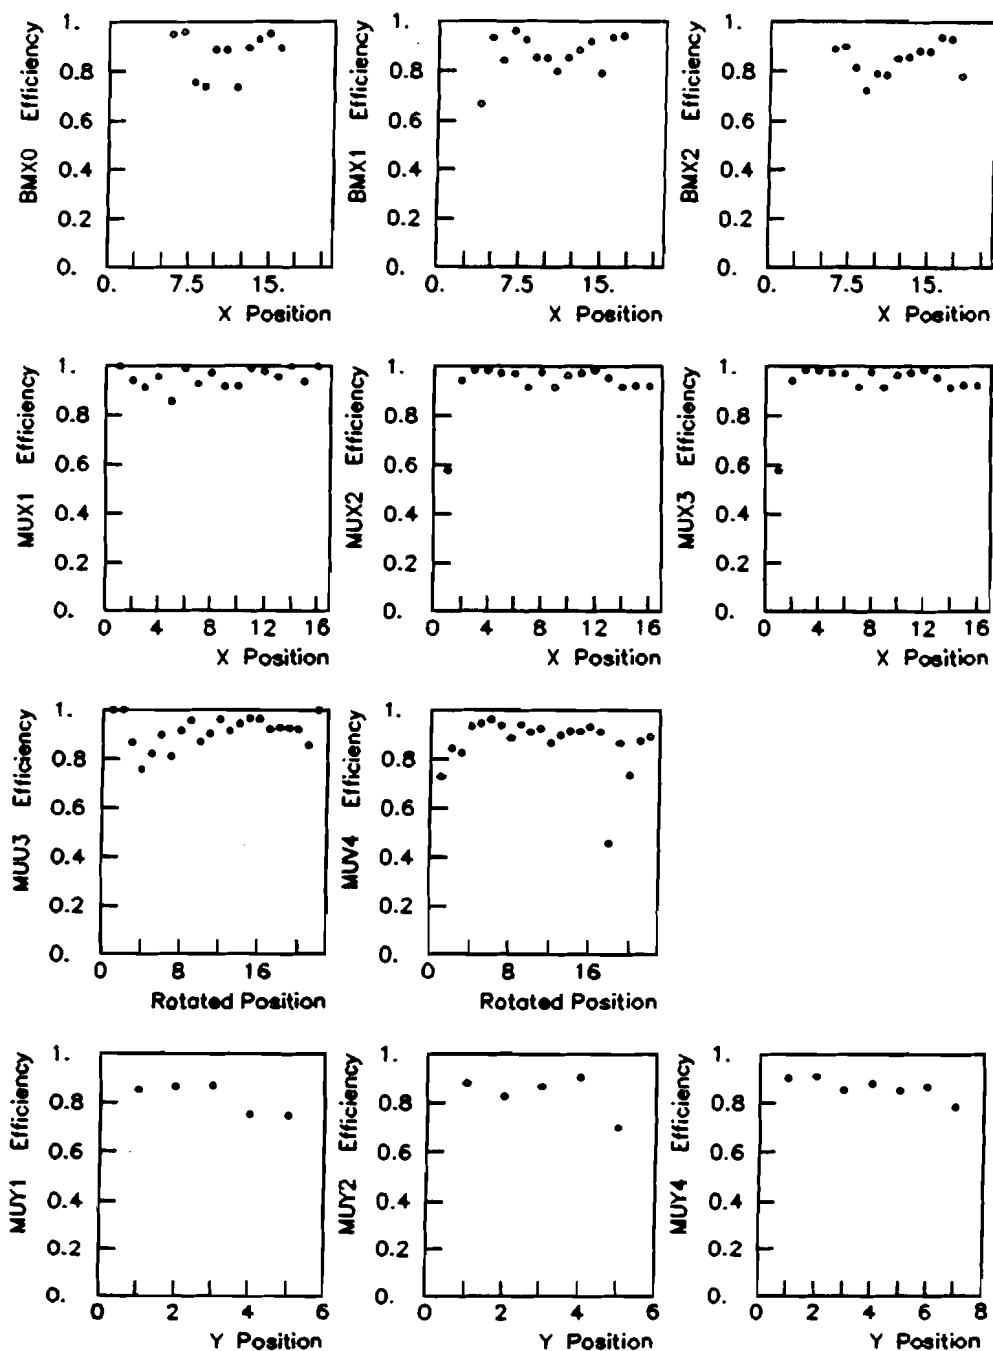 BMX0 Efficiency
1.
0.8
0.6
0.4
0.2
0.
0. 7.5 15.
X Position
BMX1 Efficiency
1.
0.8
0.6
0.4
0.2
0.
0. 7.5 15.
X Position
BMX2 Efficiency
1.
0.8
0.6
0.4
0.2
0.
0. 7.5 15.
X Position
MUX1 Efficiency
1.
0.8
0.6
0.4
0.2
0.
0 4 8 12 16
X Position
MUX2 Efficiency
1.
0.8
0.6
0.4
0.2
0.
0 4 8 12 16
X Position
MUX3 Efficiency
1.
0.8
0.6
0.4
0.2
0.
0 4 8 12 16
X Position
MUU3 Efficiency
1.
0.8
0.6
0.4
0.2
0.
0 8 16
Rotated Position
MUV4 Efficiency
1.
0.8
0.6
0.4
0.2
0.
0 8 16
Rotated Position
MUY1 Efficiency
1.
0.8
0.6
0.4
0.2
0.
0 2 4 6
Y Position
MUY2 Efficiency
1.
0.8
0.6
0.4
0.2
0.
0 2 4 6
Y Position
MUY4 Efficiency
1.
0.8
0.6
0.4
0.2
0.
0 2 4 6 8
Y Position